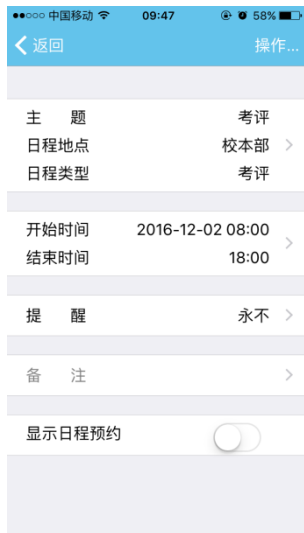 中国移动 09:47 58%
返回 操作...
主 题 考评
日程地点 校本部
日程类型 考评
开始时间 2016-12-02 08:00
结束时间 18:00
提 醒 永不
备 注
显示日程预约